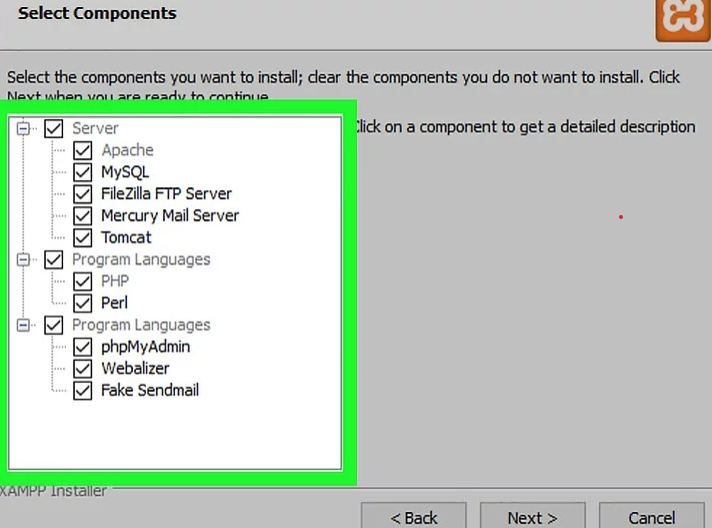 Select Components
Select the components you want to install; clear the components you do not want to install. Click
Next when you are ready to continue
Click on a component to get a detailed description
Server
Apache
MySQL
FileZilla FTP Server
Mercury Mail Server
Tomcat
Program Languages
PHP
Perl
Program Languages
phpMyAdmin
Webalizer
Fake Sendmail
XAMPP Installer
< Back
Next >
Cancel